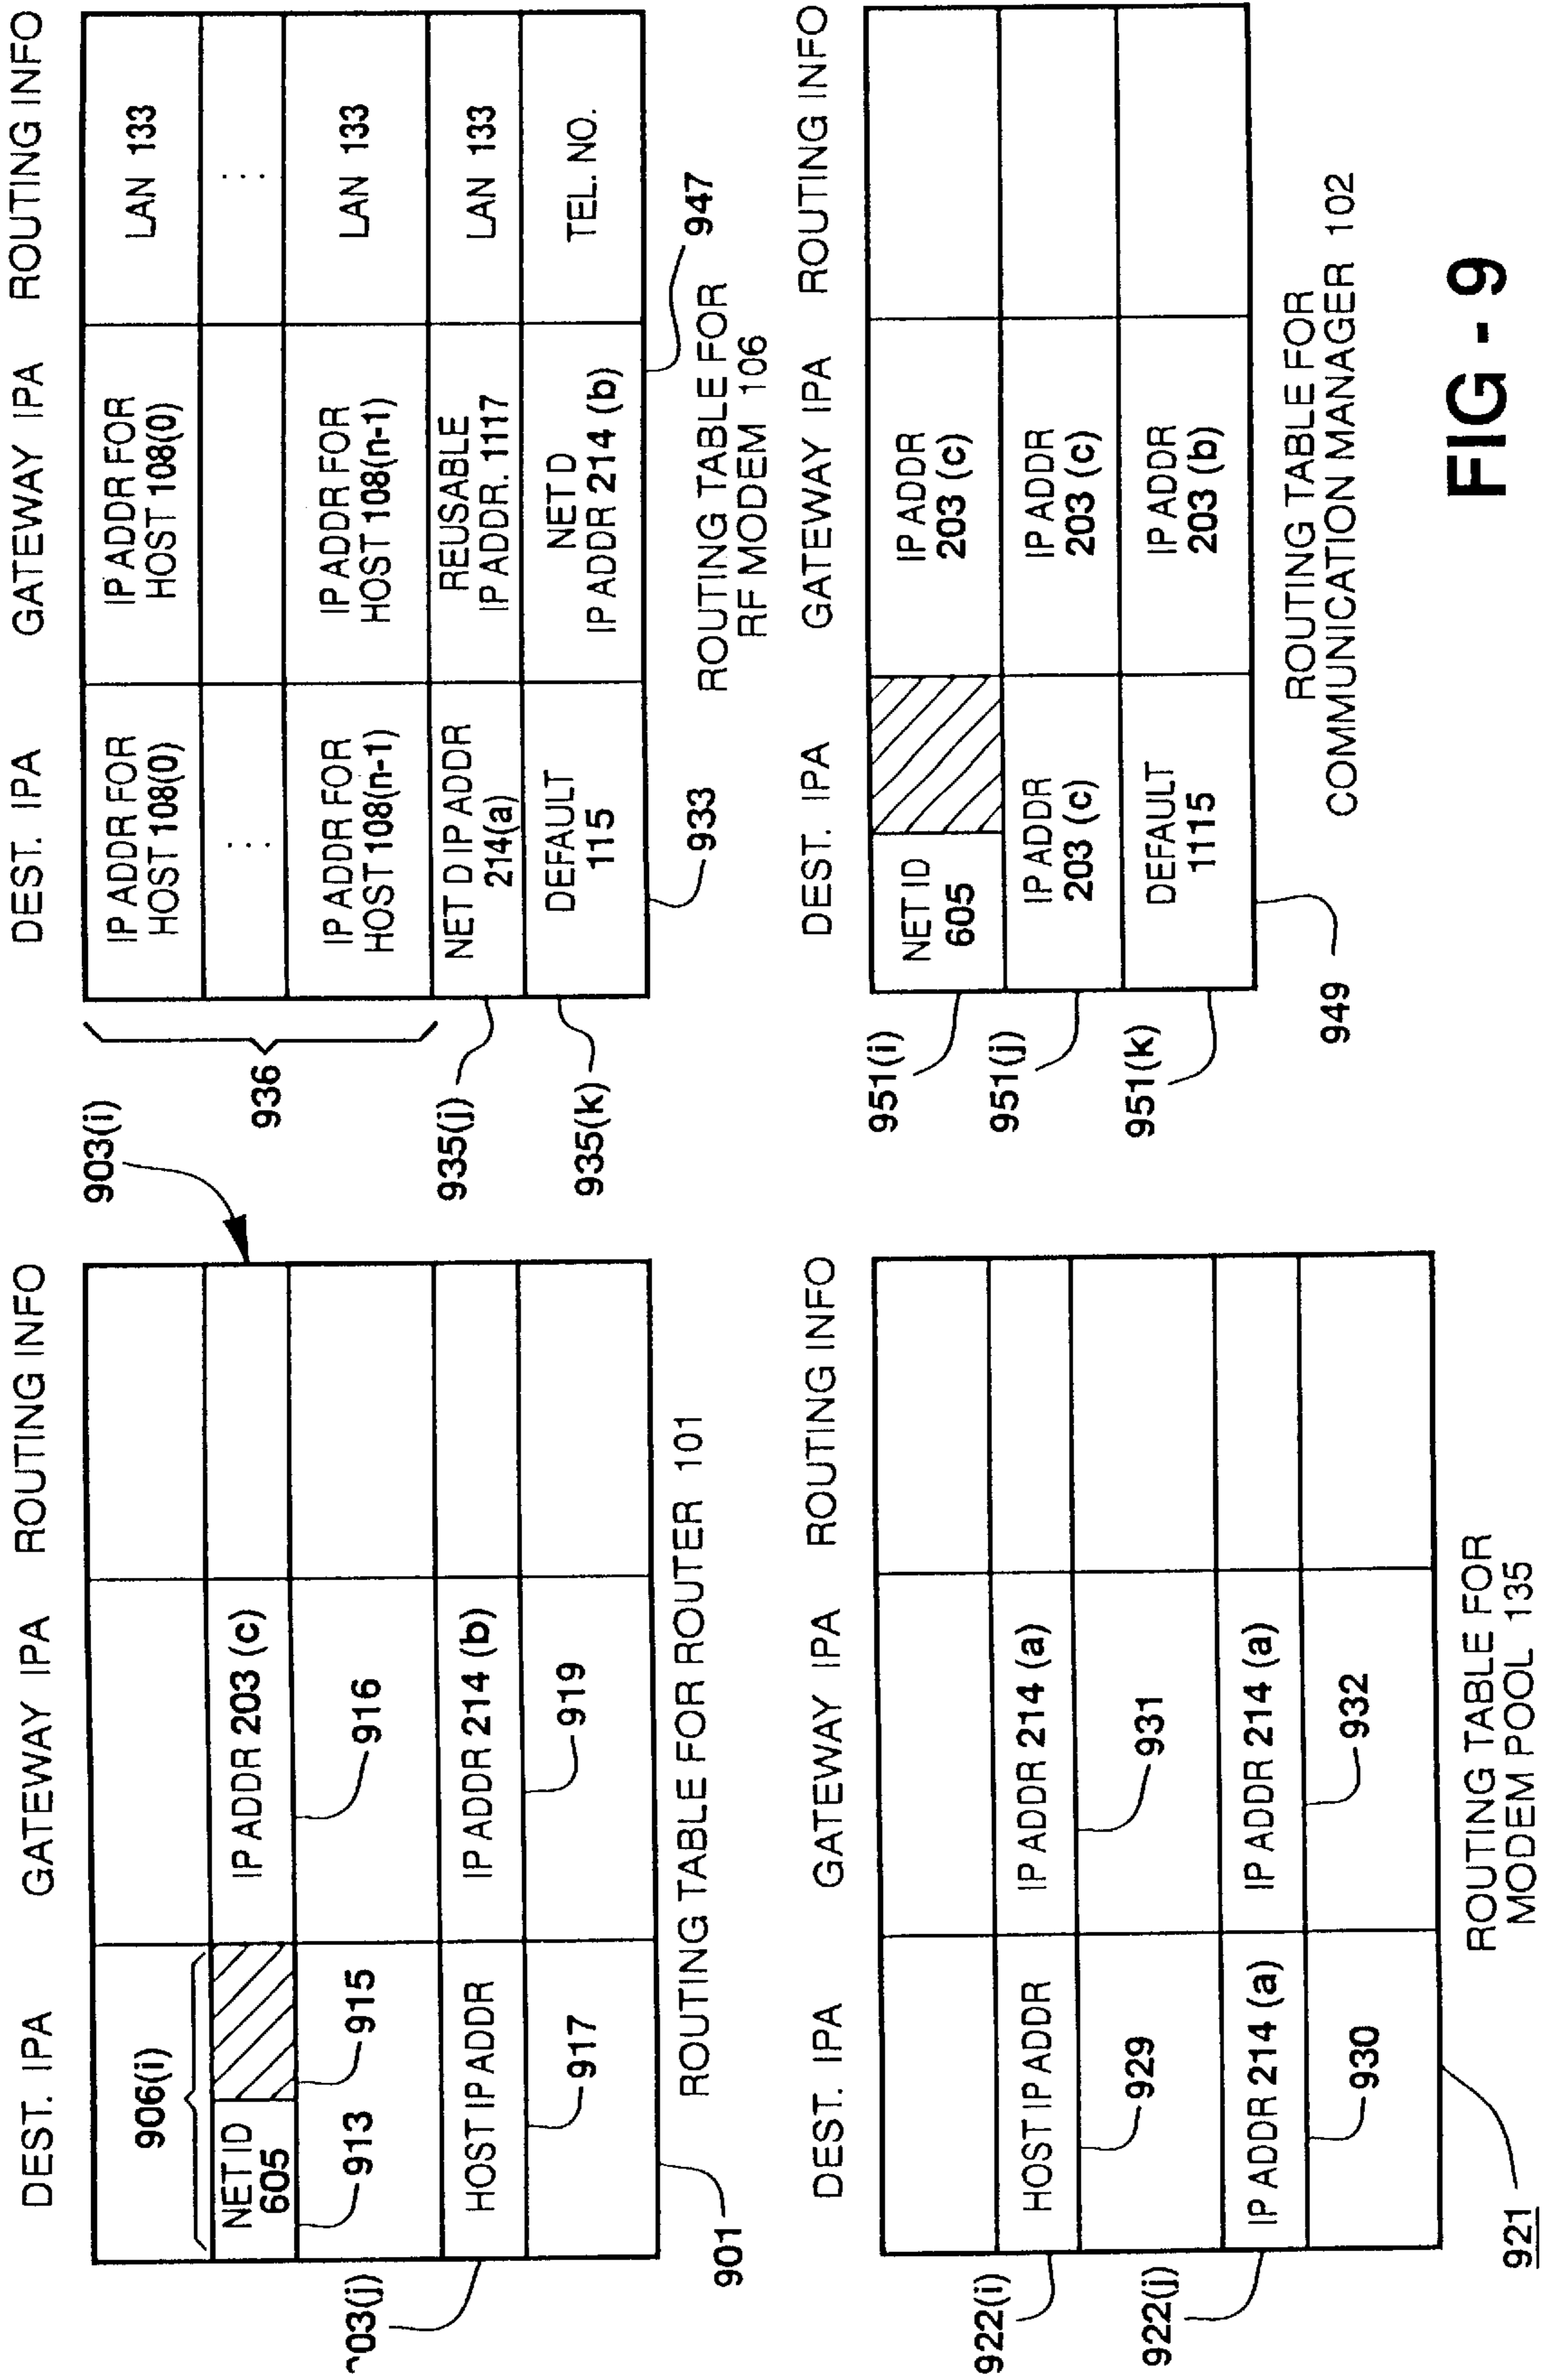 DEST. IPA GATEWAY IPA ROUTING INFO
906(i)
NET ID
605
IP ADDR 203 (c)
903(i)
913
915
916
HOST IP ADDR
IP ADDR 214 (b)
03(j)
917
919
901
ROUTING TABLE FOR ROUTER 101
DEST. IPA GATEWAY IPA ROUTING INFO
IP ADDR FOR
HOST 108(0)
IP ADDR FOR
HOST 108(0)
LAN 133
...
...
IP ADDR FOR
HOST 108(n-1)
IP ADDR FOR
HOST 108(n-1)
LAN 133
936
NET D IP ADDR
214(a)
REUSABLE
IP ADDR. 1117
LAN 133
935(j)
DEFAULT
115
NET D
IP ADDR 214 (b)
TEL. NO.
935(k)
933
947
ROUTING TABLE FOR
RF MODEM 106
DEST. IPA GATEWAY IPA ROUTING INFO
922(i)
HOST IP ADDR
IP ADDR 214 (a)
929
931
922(j)
IP ADDR 214 (a)
IP ADDR 214 (a)
930
932
921
ROUTING TABLE FOR
MODEM POOL 135
DEST. IPA GATEWAY IPA ROUTING INFO
951(i)
NET ID
605
IP ADDR
203 (c)
951(j)
IP ADDR
203 (c)
IP ADDR
203 (c)
951(k)
DEFAULT
1115
IP ADDR
203 (b)
949
ROUTING TABLE FOR
COMMUNICATION MANAGER 102
FIG - 9